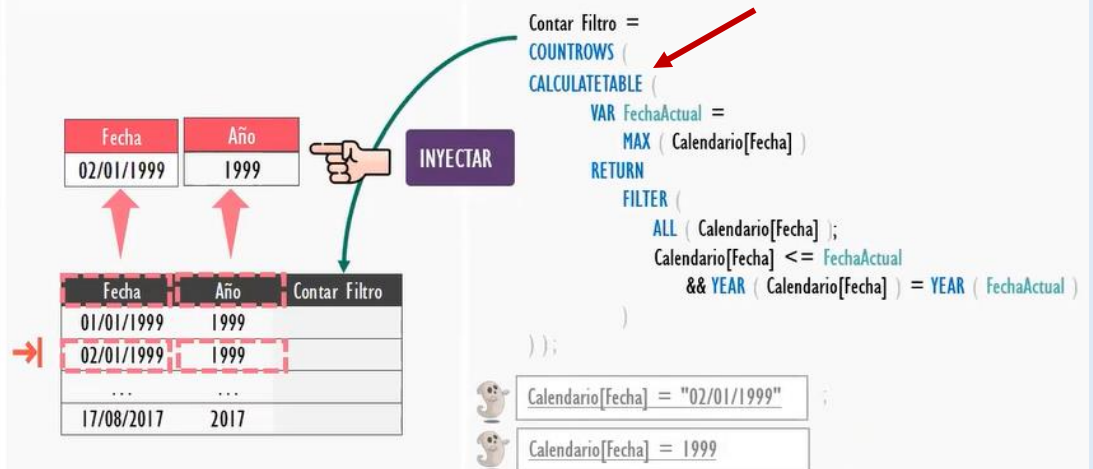 Contar Filtro =
COUNTROWS (
CALCULATETABLE (
VAR FechaActual =
MAX ( Calendario[Fecha] )
RETURN
FILTER (
ALL ( Calendario[Fecha] );
Calendario[Fecha] <= FechaActual
&& YEAR ( Calendario[Fecha] ) = YEAR ( FechaActual )
)
) );
Calendario[Fecha] = "02/01/1999" ;
Calendario[Fecha] = 1999
Fecha Año
02/01/1999 1999
INYECTAR
Fecha Año Contar Filtro
01/01/1999 1999
02/01/1999 1999
... ...
17/08/2017 2017